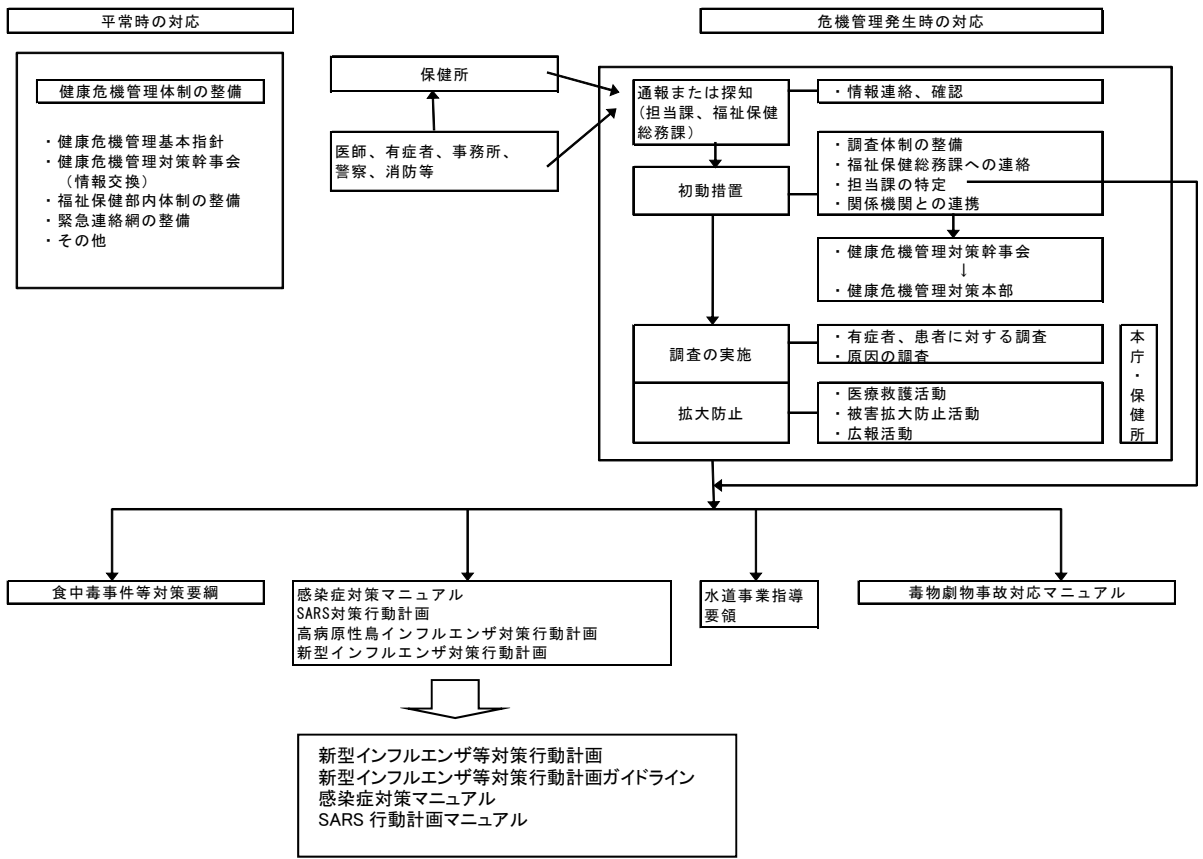 平常時の対応
健康危機管理体制の整備
・健康危機管理基本指針
・健康危機管理対策幹事会
（情報交換）
・福祉保健部内体制の整備
・緊急連絡網の整備
・その他
危機管理発生時の対応
保健所
医師、有症者、事務所、
警察、消防等
通報または探知
(担当課、福祉保健
総務課)
・情報連絡、確認
初動措置
・調査体制の整備
・福祉保健総務課への連絡
・担当課の特定
・関係機関との連携
・健康危機管理対策幹事会
↓
・健康危機管理対策本部
調査の実施
・有症者、患者に対する調査
・原因の調査
拡大防止
・医療救護活動
・被害拡大防止活動
・広報活動
本庁・保健所
食中毒事件等対策要綱
感染症対策マニュアル
SARS対策行動計画
高病原性鳥インフルエンザ対策行動計画
新型インフルエンザ対策行動計画
水道事業指導
要領
毒物劇物事故対応マニュアル
新型インフルエンザ等対策行動計画
新型インフルエンザ等対策行動計画ガイドライン
感染症対策マニュアル
SARS 行動計画マニュアル